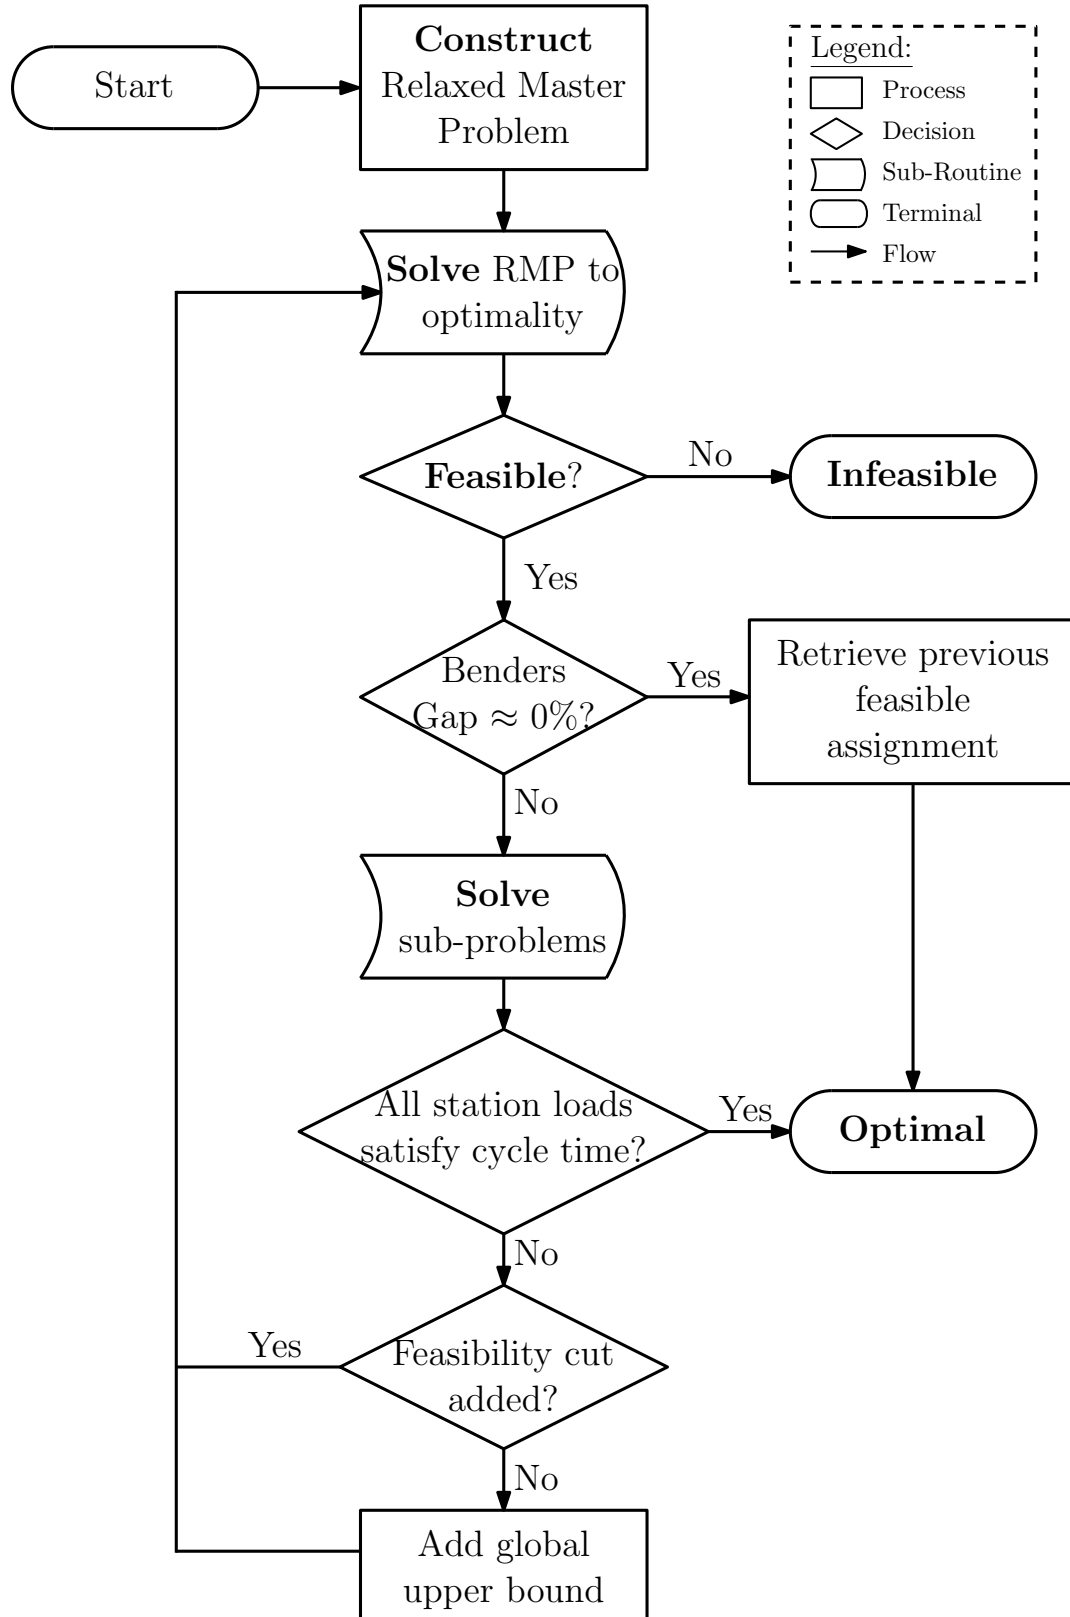 Start
Construct
Relaxed Master
Problem
Legend:
Process
Decision
Sub-Routine
Terminal
Flow
Solve RMP to
optimality
Feasible?
No
Infeasible
Yes
Benders
Gap ≈ 0%?
Yes
Retrieve previous
feasible
assignment
No
Solve
sub-problems
All station loads
satisfy cycle time?
Yes
Optimal
No
Feasibility cut
added?
Yes
No
Add global
upper bound